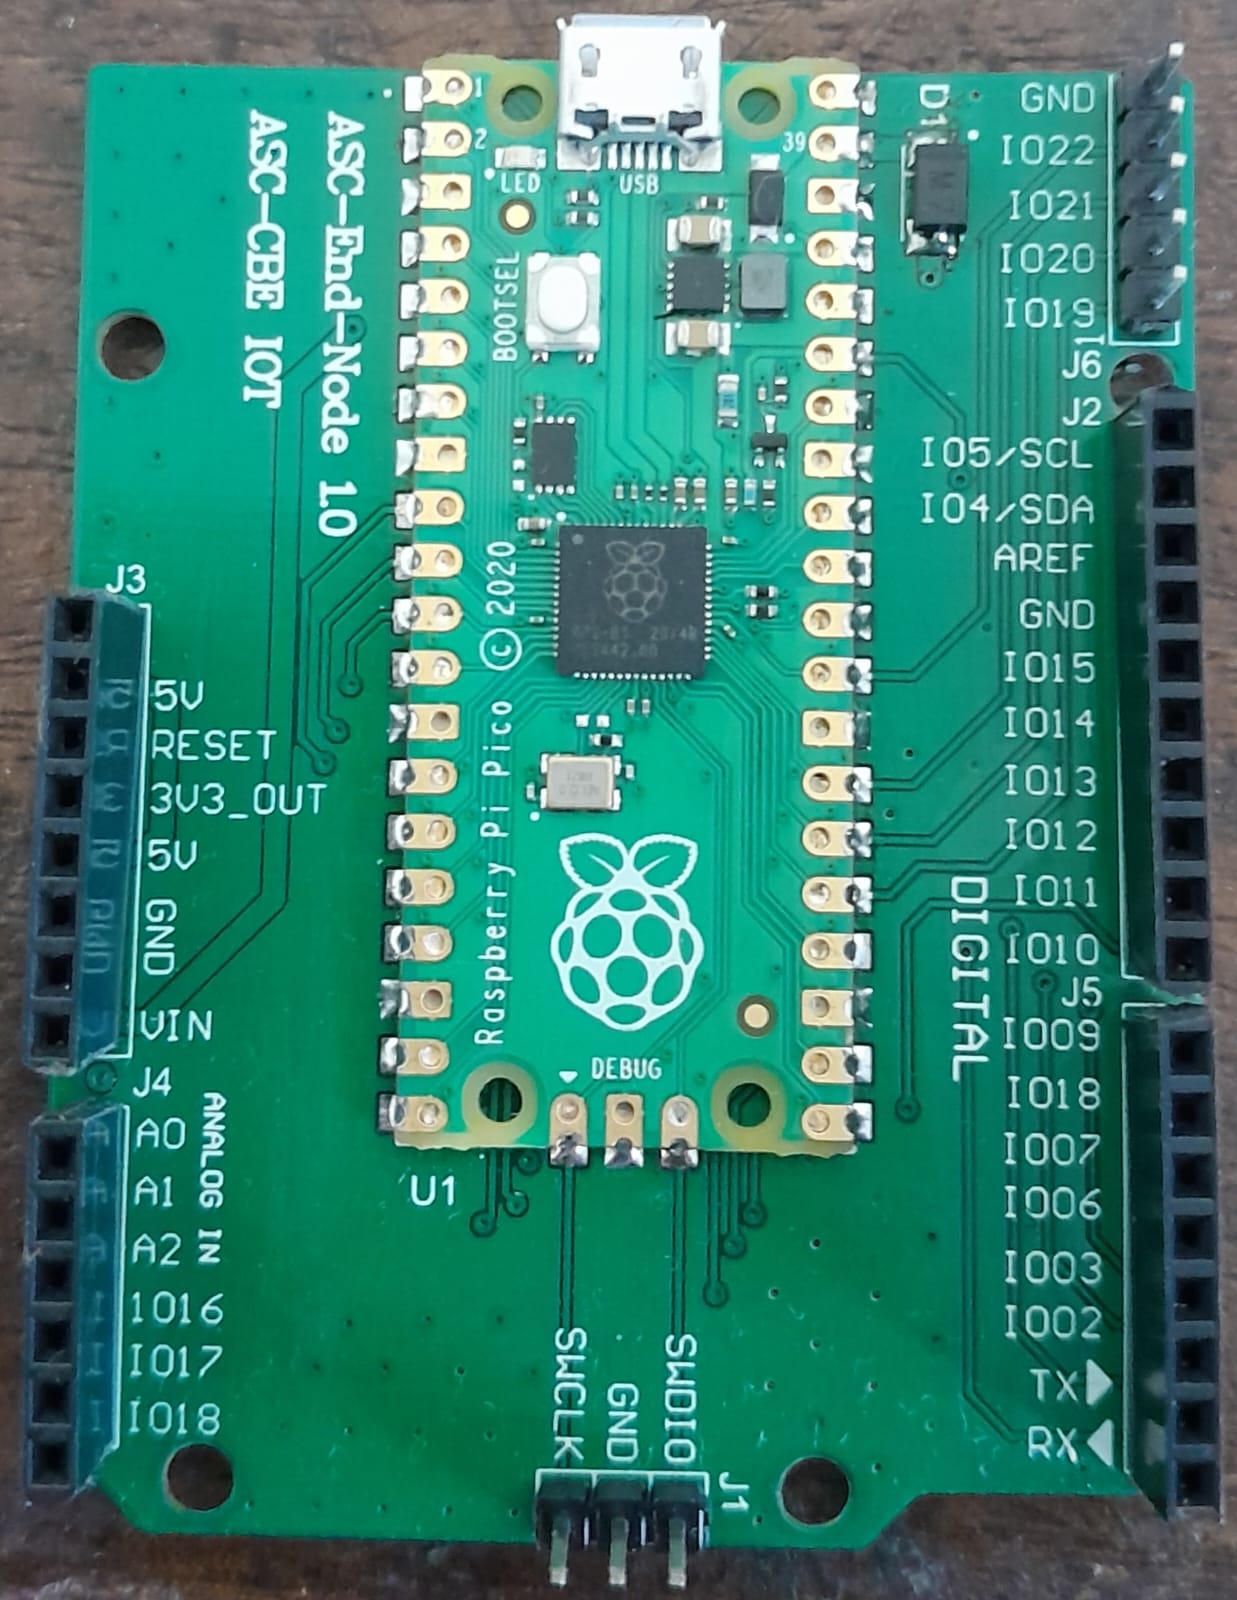 ASC-End-Node 1.0
ASC-CBE IOT
1
2
LED
USB
39
BOOTSEL
Raspberry Pi Pico © 2020
DEBUG
U1
D1
GND
IO22
IO21
IO20
IO19
J6
J2
IO5/SCL
IO4/SDA
AREF
GND
IO15
IO14
IO13
IO12
IO11
IO10
DIGITAL
J5
IO09
IO18
IO07
IO06
IO03
IO02
TX
RX
J3
5V
RESET
3V3_OUT
5V
GND
VIN
J4
ANALOG IN
A0
A1
A2
IO16
IO17
IO18
SWCLK
GND
SWDIO
J1